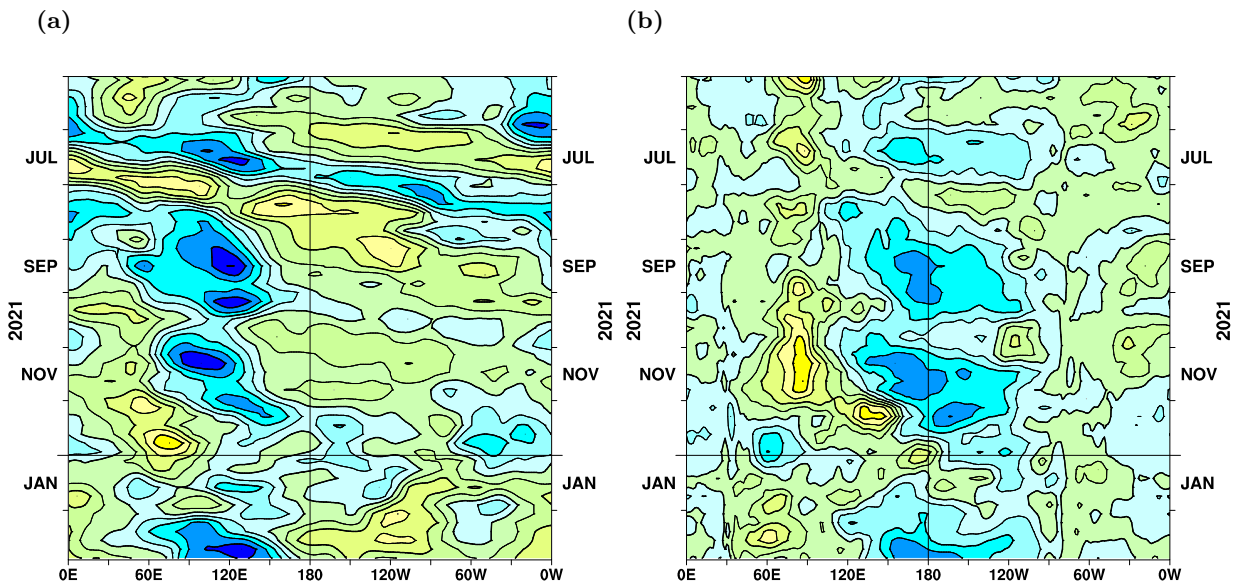 (a) (b)
JUL JUL JUL JUL
SEP SEP SEP SEP
2021 2021 2021 2021
NOV NOV NOV NOV
JAN JAN JAN JAN
0E 60E 120E 180 120W 60W 0W 0E 60E 120E 180 120W 60W 0W